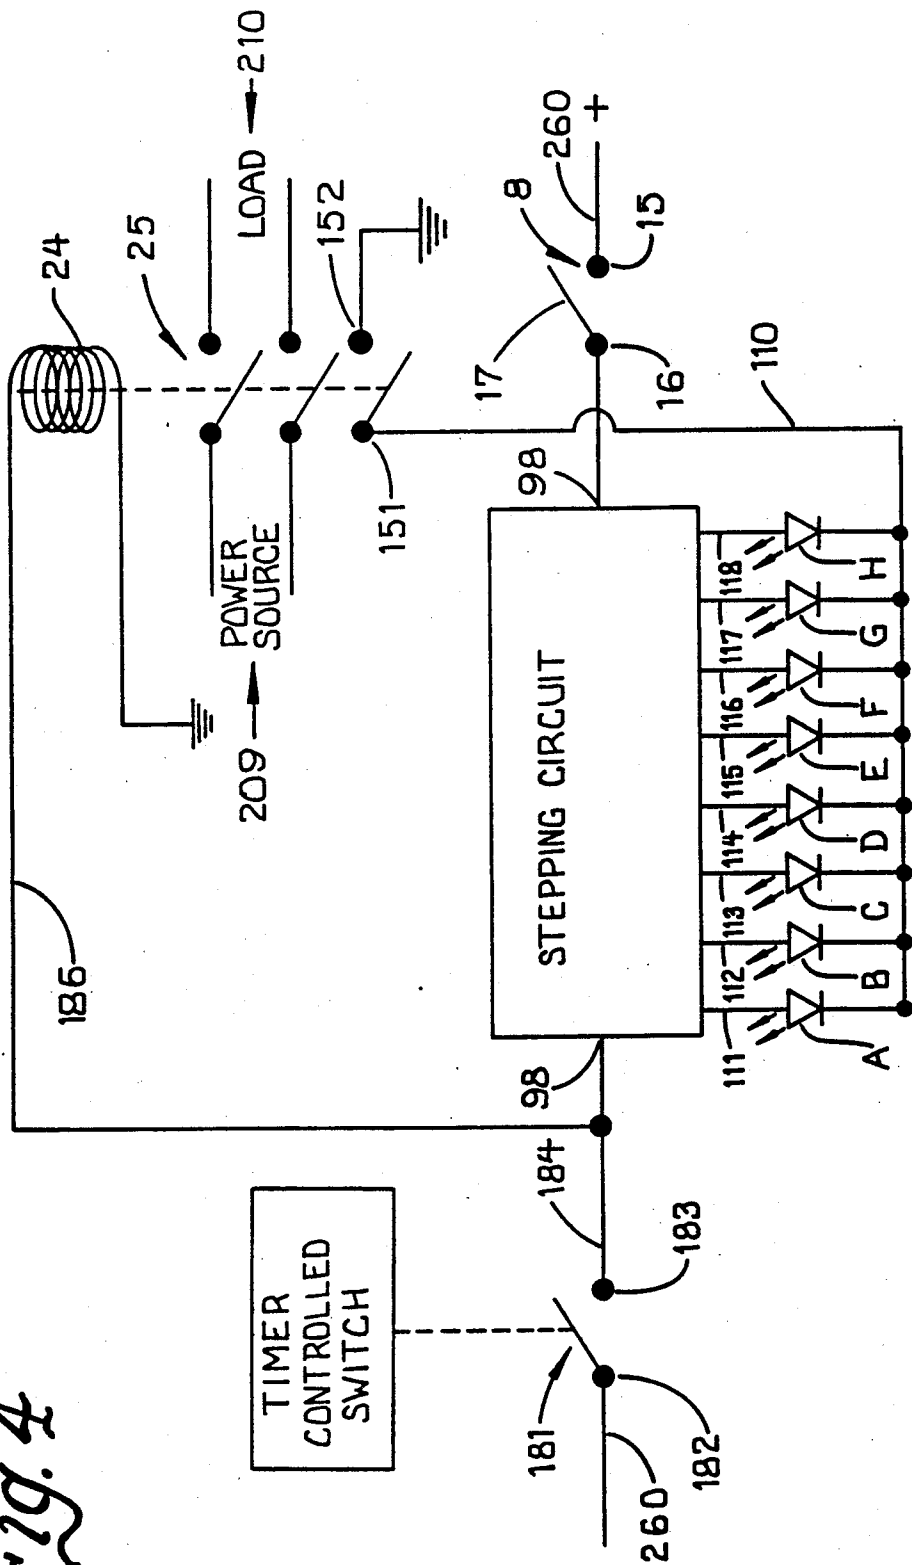 Fig. 4
186
24
25
LOAD
210
152
POWER
SOURCE
209
151
8
260
+
17
15
16
110
98
STEPPING CIRCUIT
98
TIMER
CONTROLLED
SWITCH
184
183
181
182
260
111
112
113
114
115
116
117
118
A
B
C
D
E
F
G
H